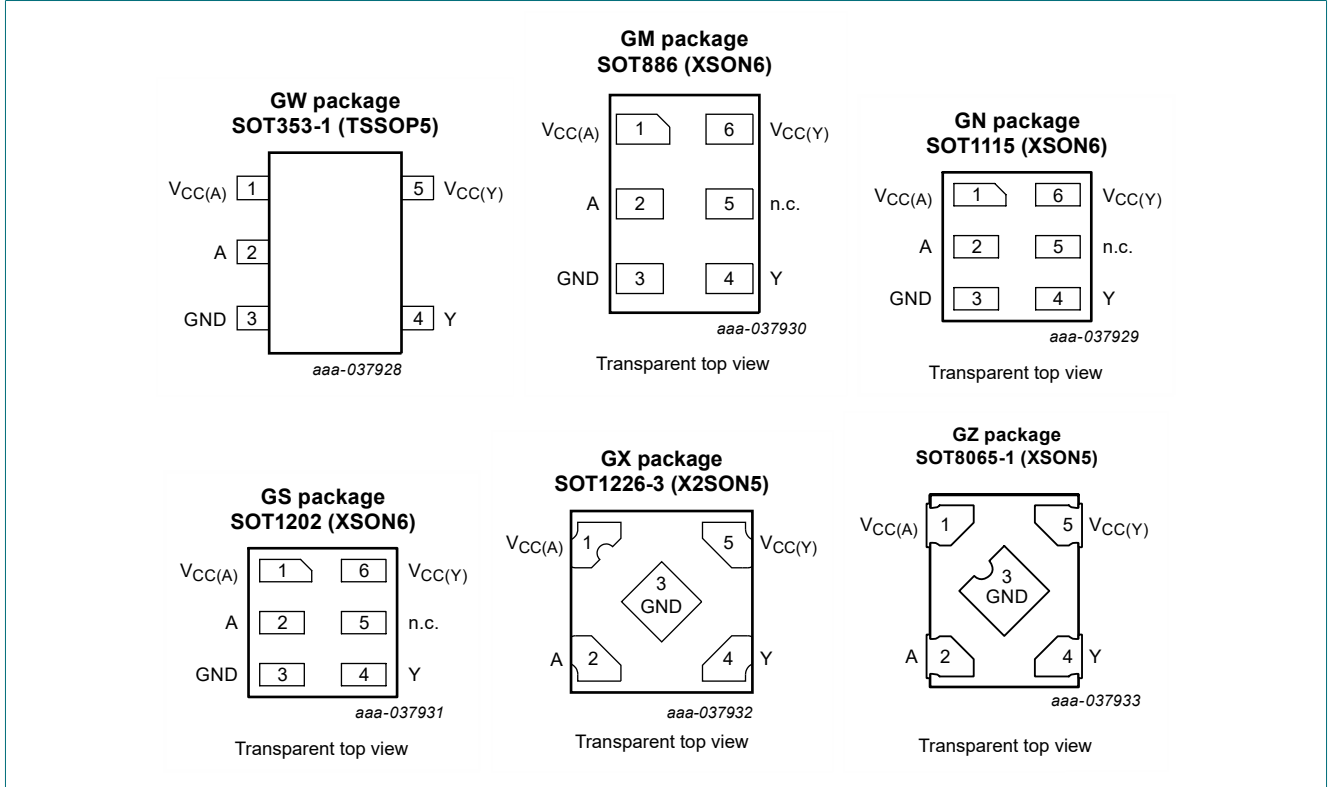 GW package
SOT353-1 (TSSOP5)
VCC(A) 1 5 VCC(Y)
A 2
GND 3 4 Y
aaa-037928
GM package
SOT886 (XSON6)
VCC(A) 1 6 VCC(Y)
A 2 5 n.c.
GND 3 4 Y
aaa-037930
Transparent top view
GN package
SOT1115 (XSON6)
VCC(A) 1 6 VCC(Y)
A 2 5 n.c.
GND 3 4 Y
aaa-037929
Transparent top view
GS package
SOT1202 (XSON6)
VCC(A) 1 6 VCC(Y)
A 2 5 n.c.
GND 3 4 Y
aaa-037931
Transparent top view
GX package
SOT1226-3 (X2SON5)
VCC(A) 1 5 VCC(Y)
3
GND
A 2 4 Y
aaa-037932
Transparent top view
GZ package
SOT8065-1 (XSON5)
VCC(A) 1 5 VCC(Y)
3
GND
A 2 4 Y
aaa-037933
Transparent top view